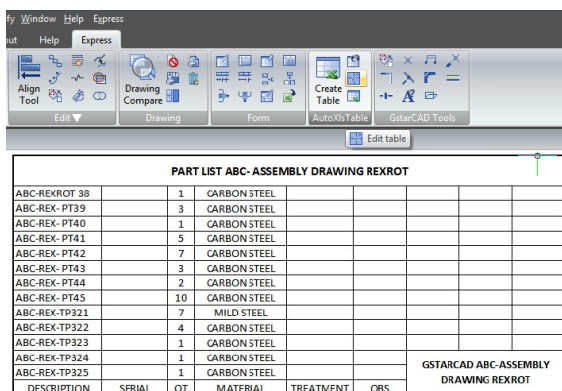 fy Window Help Express
out Help Express
Align Tool
Drawing Compare
Create Table
Edit Drawing Form AutoXlsTable GstarCAD Tools
Edit table
PART LIST ABC- ASSEMBLY DRAWING REXROT
ABC-REXROT 38 1 CARBON STEEL
ABC-REX- PT39 3 CARBON STEEL
ABC-REX- PT40 1 CARBON STEEL
ABC-REX- PT41 5 CARBON STEEL
ABC-REX- PT42 7 CARBON STEEL
ABC-REX- PT43 3 CARBON STEEL
ABC-REX- PT44 2 CARBON STEEL
ABC-REX- PT45 10 CARBON STEEL
ABC-REX-TP321 7 MILD STEEL
ABC-REX-TP322 4 CARBON STEEL
ABC-REX-TP323 1 CARBON STEEL
ABC-REX-TP324 1 CARBON STEEL
ABC-REX-TP325 1 CARBON STEEL
DESCRIPTION SERIAL QT MATERIAL TREATMENT OBS
GSTARCAD ABC-ASSEMBLY
DRAWING REXROT